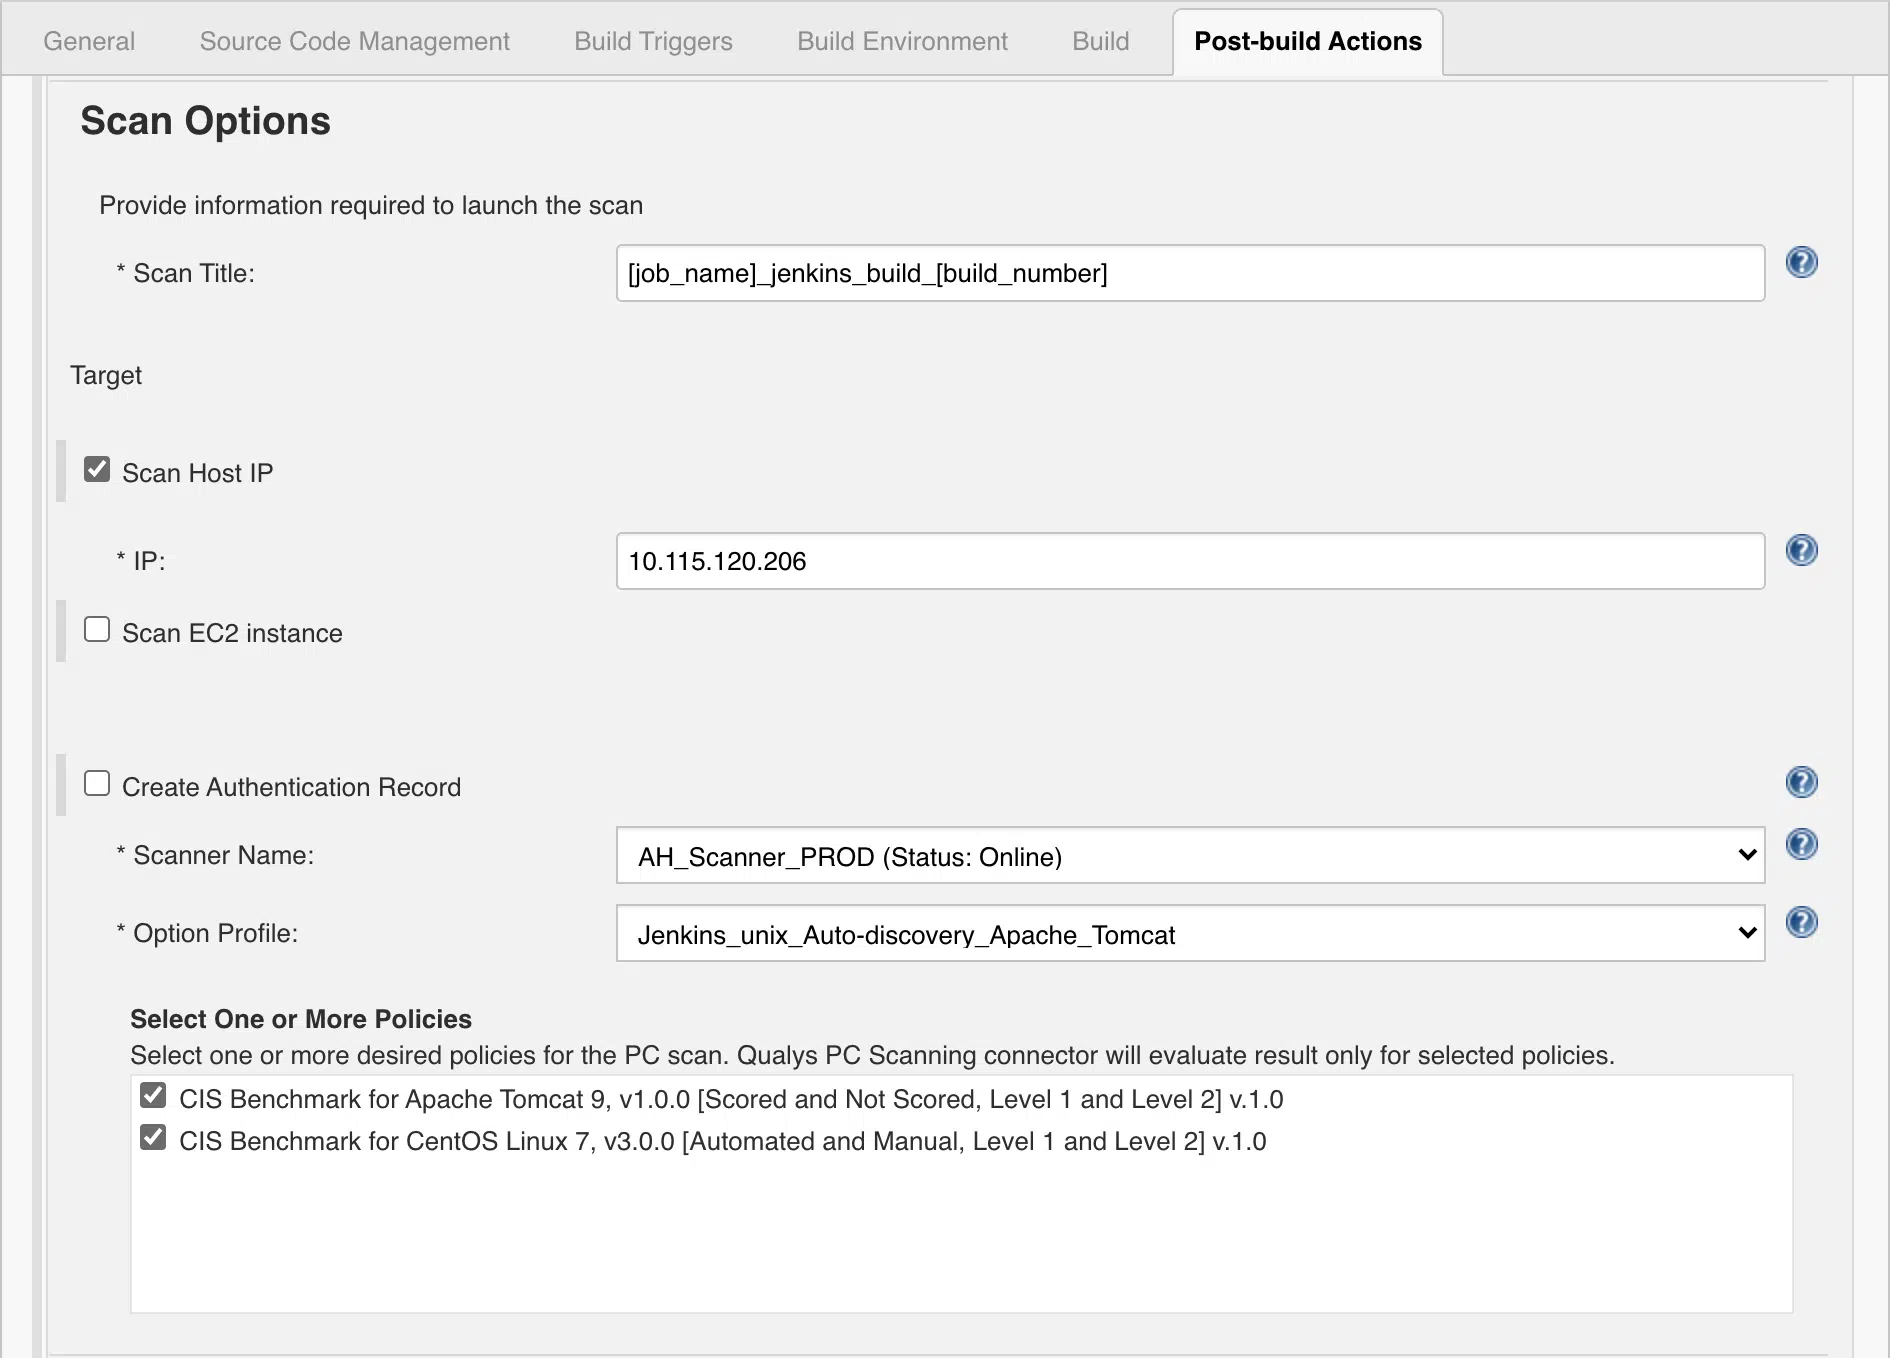 General Source Code Management Build Triggers Build Environment Build Post-build Actions
Scan Options
Provide information required to launch the scan
* Scan Title: [job_name]_jenkins_build_[build_number] ?
Target
Scan Host IP
* IP: 10.115.120.206 ?
Scan EC2 instance
Create Authentication Record ?
* Scanner Name: AH_Scanner_PROD (Status: Online) ?
* Option Profile: Jenkins_unix_Auto-discovery_Apache_Tomcat ?
Select One or More Policies
Select one or more desired policies for the PC scan. Qualys PC Scanning connector will evaluate result only for selected policies.
CIS Benchmark for Apache Tomcat 9, v1.0.0 [Scored and Not Scored, Level 1 and Level 2] v.1.0
CIS Benchmark for CentOS Linux 7, v3.0.0 [Automated and Manual, Level 1 and Level 2] v.1.0